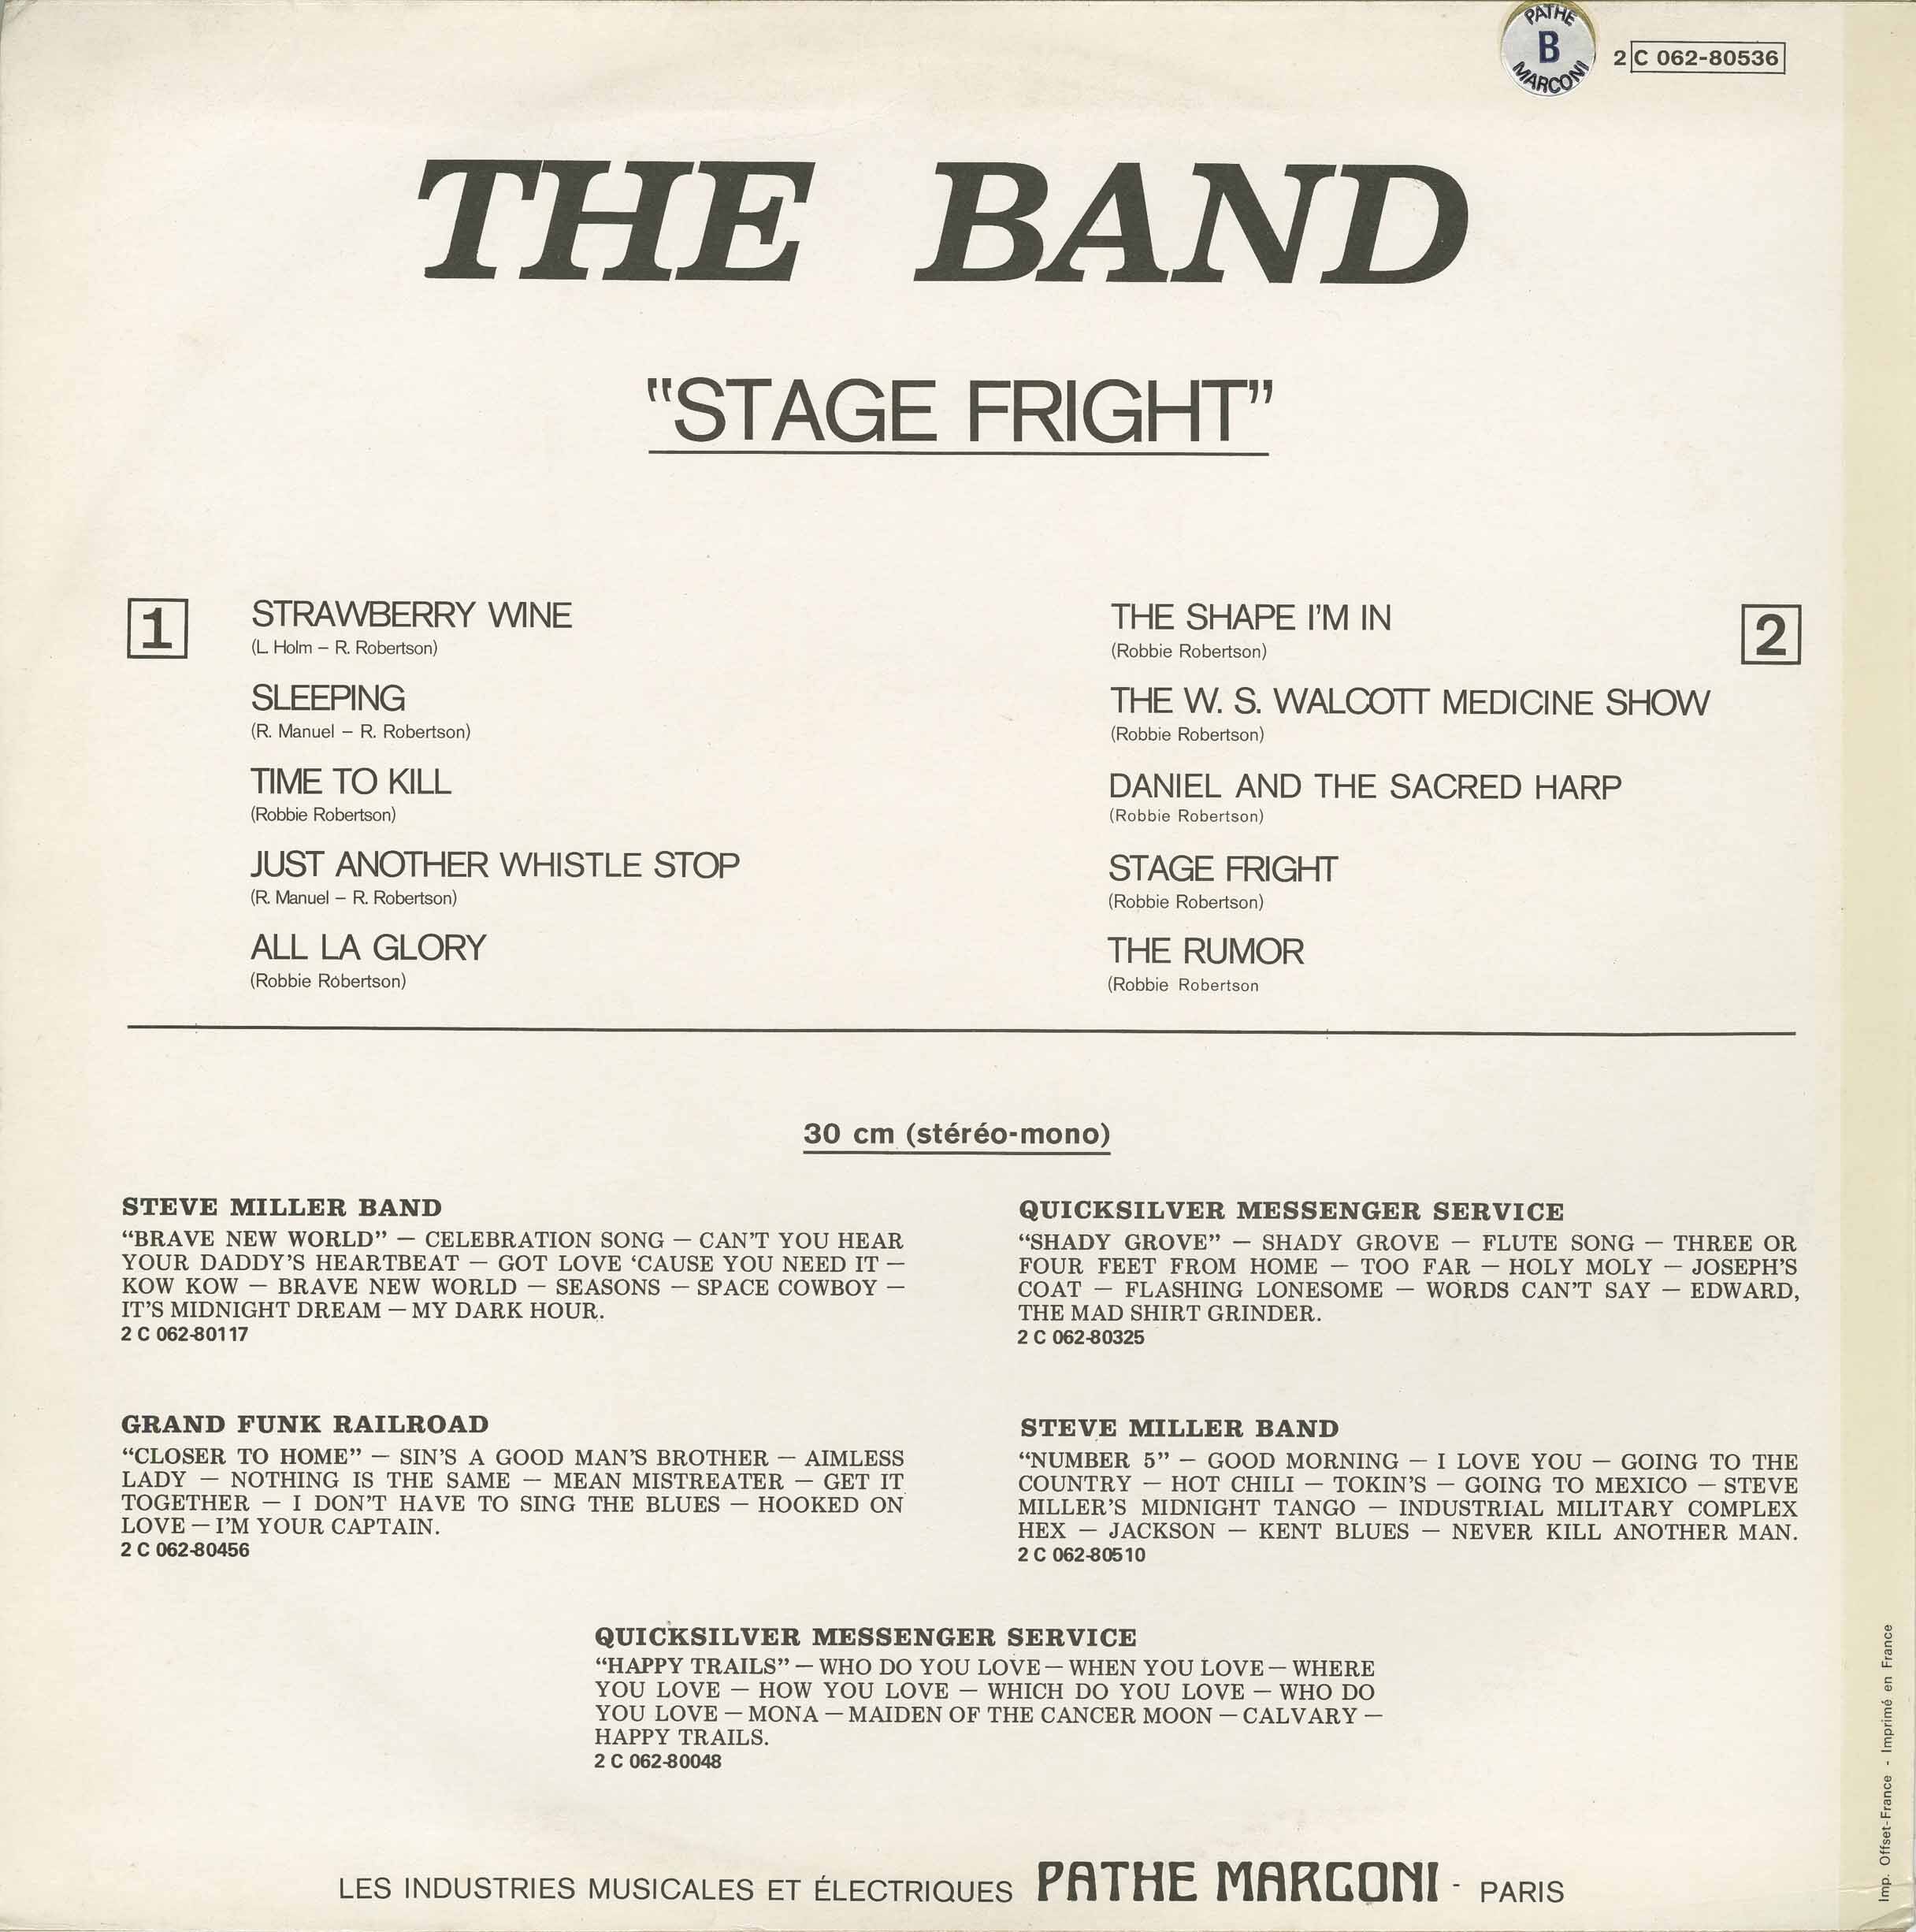 PATHE
B
MARCONI
2 C 062-80536
THE BAND
“STAGE FRIGHT”
1
STRAWBERRY WINE
(L. Holm – R. Robertson)
SLEEPING
(R. Manuel – R. Robertson)
TIME TO KILL
(Robbie Robertson)
JUST ANOTHER WHISTLE STOP
(R. Manuel – R. Robertson)
ALL LA GLORY
(Robbie Robertson)
2
THE SHAPE I'M IN
(Robbie Robertson)
THE W. S. WALCOTT MEDICINE SHOW
(Robbie Robertson)
DANIEL AND THE SACRED HARP
(Robbie Robertson)
STAGE FRIGHT
(Robbie Robertson)
THE RUMOR
(Robbie Robertson
30 cm (stéréo-mono)
STEVE MILLER BAND
“BRAVE NEW WORLD” — CELEBRATION SONG — CAN'T YOU HEAR
YOUR DADDY'S HEARTBEAT — GOT LOVE ‘CAUSE YOU NEED IT —
KOW KOW — BRAVE NEW WORLD — SEASONS — SPACE COWBOY —
IT'S MIDNIGHT DREAM — MY DARK HOUR.
2 C 062-80117
QUICKSILVER MESSENGER SERVICE
“SHADY GROVE” — SHADY GROVE — FLUTE SONG — THREE OR
FOUR FEET FROM HOME — TOO FAR — HOLY MOLY — JOSEPH'S
COAT — FLASHING LONESOME — WORDS CAN'T SAY — EDWARD,
THE MAD SHIRT GRINDER.
2 C 062-80325
GRAND FUNK RAILROAD
“CLOSER TO HOME” — SIN'S A GOOD MAN'S BROTHER — AIMLESS
LADY — NOTHING IS THE SAME — MEAN MISTREATER — GET IT
TOGETHER — I DON'T HAVE TO SING THE BLUES — HOOKED ON
LOVE — I'M YOUR CAPTAIN.
2 C 062-80456
STEVE MILLER BAND
“NUMBER 5” — GOOD MORNING — I LOVE YOU — GOING TO THE
COUNTRY — HOT CHILI — TOKIN'S — GOING TO MEXICO — STEVE
MILLER'S MIDNIGHT TANGO — INDUSTRIAL MILITARY COMPLEX
HEX — JACKSON — KENT BLUES — NEVER KILL ANOTHER MAN.
2 C 062-80510
QUICKSILVER MESSENGER SERVICE
“HAPPY TRAILS” — WHO DO YOU LOVE — WHEN YOU LOVE — WHERE
YOU LOVE — HOW YOU LOVE — WHICH DO YOU LOVE — WHO DO
YOU LOVE — MONA — MAIDEN OF THE CANCER MOON — CALVARY —
HAPPY TRAILS.
2 C 062-80048
LES INDUSTRIES MUSICALES ET ÉLECTRIQUES PATHE MARCONI - PARIS
Imp. Offset-France - Imprimé en France